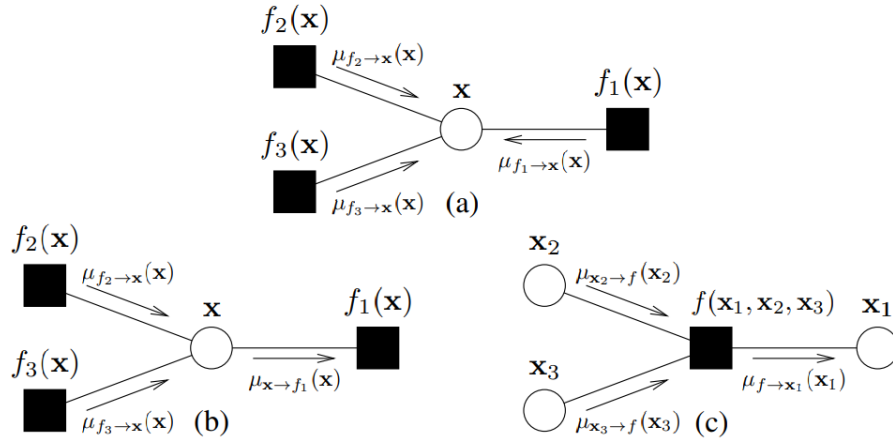 f₂(𝐱)
μ_{f₂→𝐱}(𝐱)
𝐱
f₁(𝐱)
f₃(𝐱)
μ_{f₁→𝐱}(𝐱)
μ_{f₃→𝐱}(𝐱)
(a)
f₂(𝐱)
μ_{f₂→𝐱}(𝐱)
𝐱
f₁(𝐱)
f₃(𝐱)
μ_{𝐱→f₁}(𝐱)
μ_{f₃→𝐱}(𝐱)
(b)
𝐱₂
μ_{𝐱₂→f}(𝐱₂)
f(𝐱₁, 𝐱₂, 𝐱₃)
𝐱₁
𝐱₃
μ_{f→𝐱₁}(𝐱₁)
μ_{𝐱₃→f}(𝐱₃)
(c)